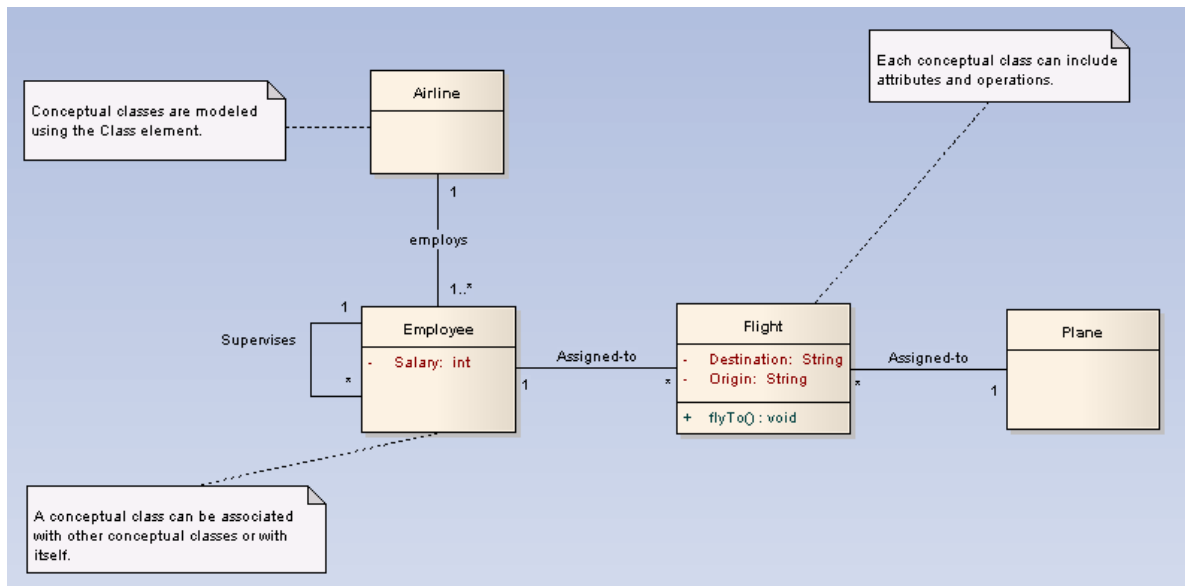 Each conceptual class can include
attributes and operations.
Conceptual classes are modeled
using the Class element.
Airline
1
employs
1..*
1
Supervises
*
Employee
- Salary: int
1
Assigned-to
*
Flight
- Destination: String
- Origin: String
+ flyTo() : void
*
Assigned-to
1
Plane
A conceptual class can be associated
with other conceptual classes or with
itself.